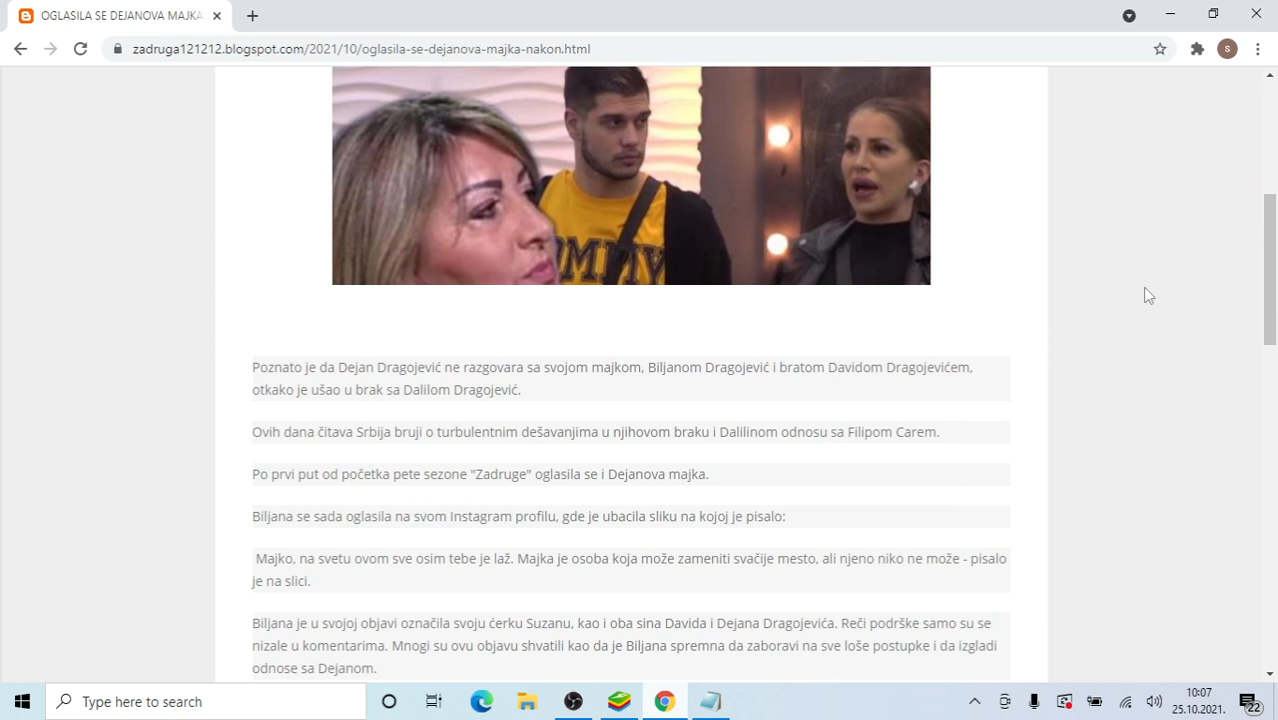 OGLASILA SE DEJANOVA MAJKA
zadruga121212.blogspot.com/2021/10/oglasila-se-dejanova-majka-nakon.html
S
OMMY
Poznato je da Dejan Dragojević ne razgovara sa svojom majkom, Biljanom Dragojević i bratom Davidom Dragojevićem,
otkako je ušao u brak sa Dalilom Dragojević.
Ovih dana čitava Srbija bruji o turbulentnim dešavanjima u njihovom braku i Dalilinom odnosu sa Filipom Carem.
Po prvi put od početka pete sezone "Zadruge" oglasila se i Dejanova majka.
Biljana se sada oglasila na svom Instagram profilu, gde je ubacila sliku na kojoj je pisalo:
Majko, na svetu ovom sve osim tebe je laž. Majka je osoba koja može zameniti svačije mesto, ali njeno niko ne može - pisalo
je na slici.
Biljana je u svojoj objavi označila svoju ćerku Suzanu, kao i oba sina Davida i Dejana Dragojevića. Reči podrške samo su se
nizale u komentarima. Mnogi su ovu objavu shvatili kao da je Biljana spremna da zaboravi na sve loše postupke i da izgladi
odnose sa Dejanom.
Type here to search
10:07
25.10.2021.
22